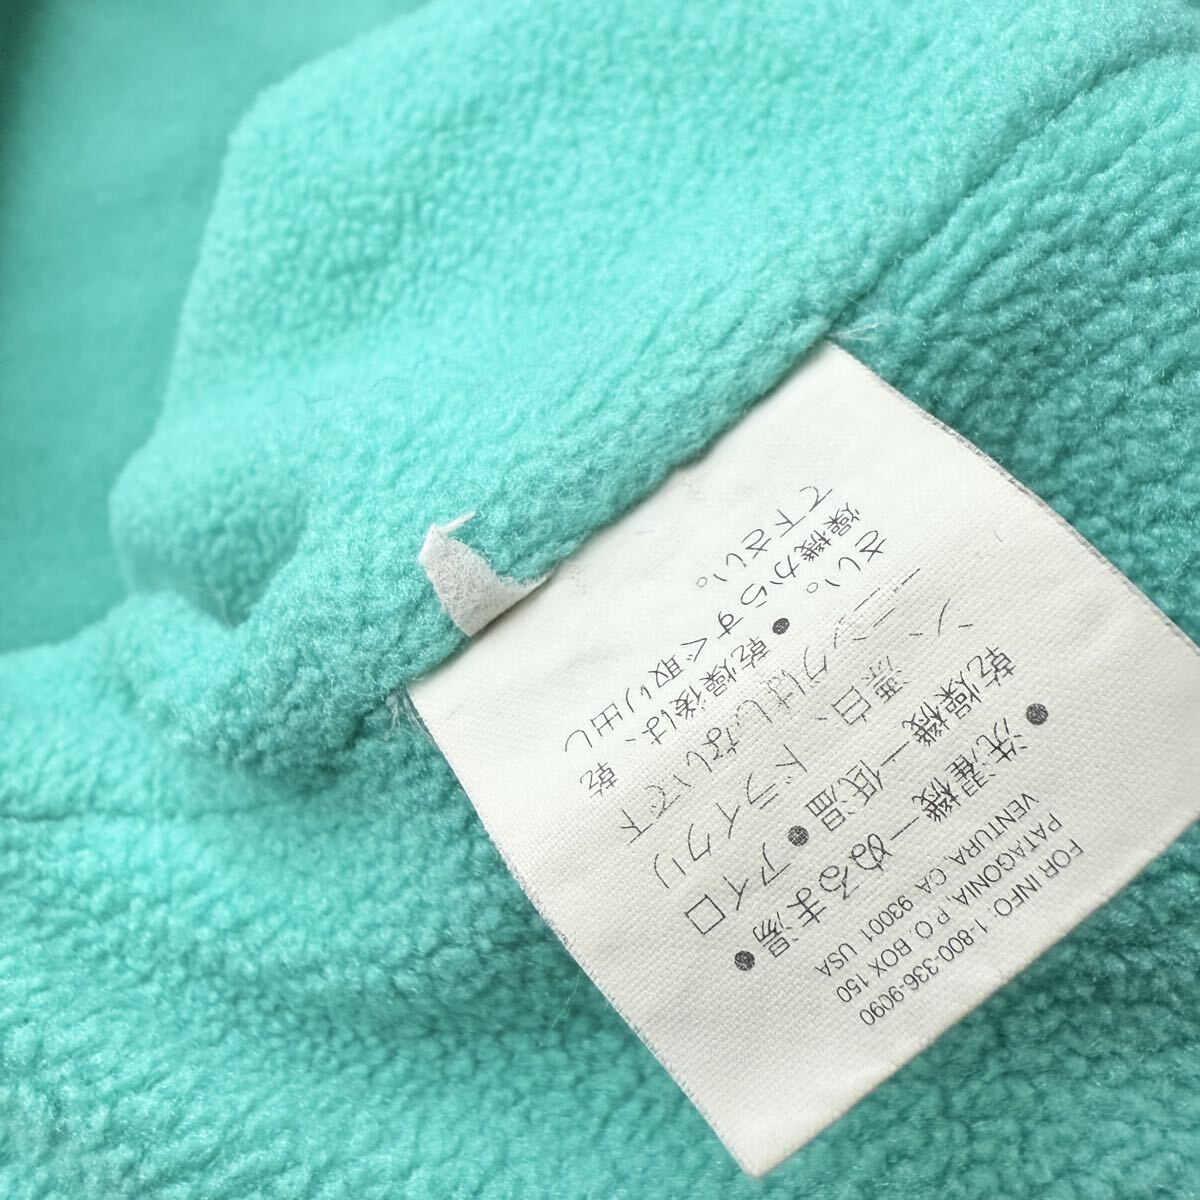 FOR INFO 1-800-336-9090
PATAGONIA, P O BOX 150
VENTURA, CA 93001 USA
● 洗濯機—ぬるま湯 ●
乾燥機—低温 ● アイロ
ン、漂白、ドライクリ
ーニングはしないで下
さい。● 乾燥後は、乾
燥機からすぐ取り出し
て下さい。